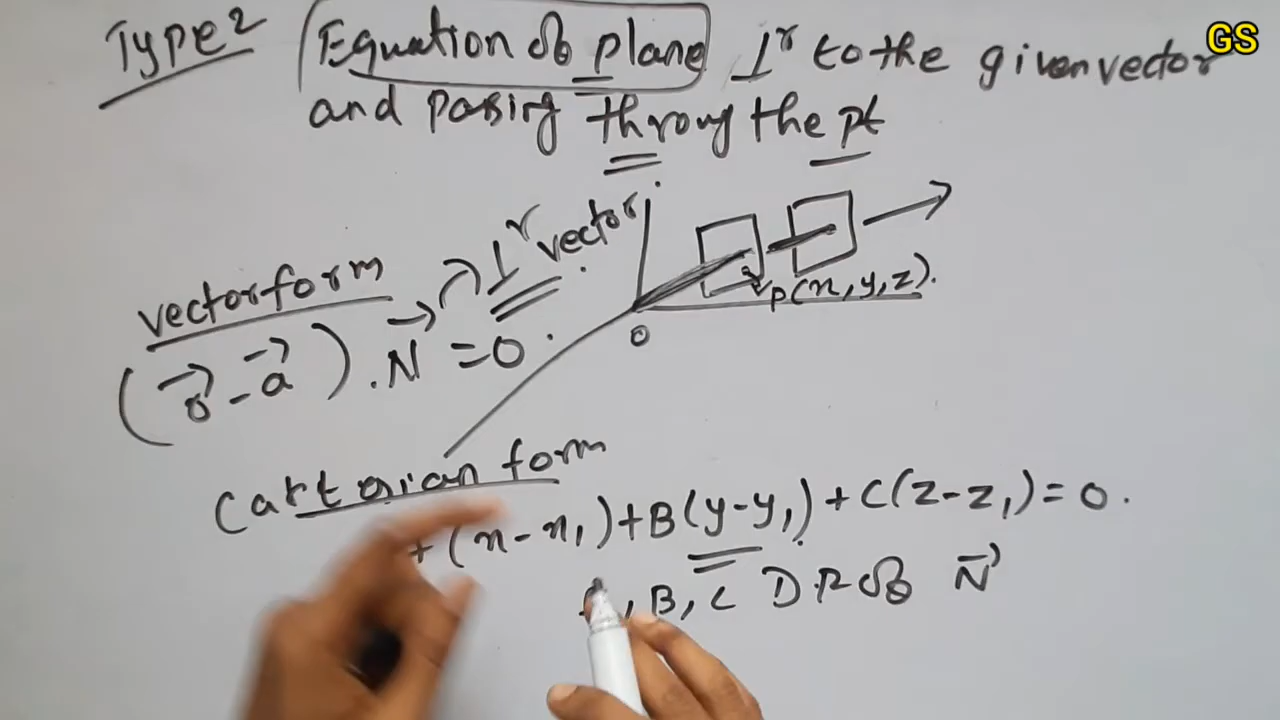 Type 2 Equation of plane ⊥r to the given vector
GS
and passing throug the pt
⊥r vector
vector form
P(x, y, z).
O
(r⃗ - a⃗) . N⃗ = 0.
Cartesian form
(x - x₁) + B(y - y₁) + C(z - z₁) = 0.
, B, C D.R of N⃗